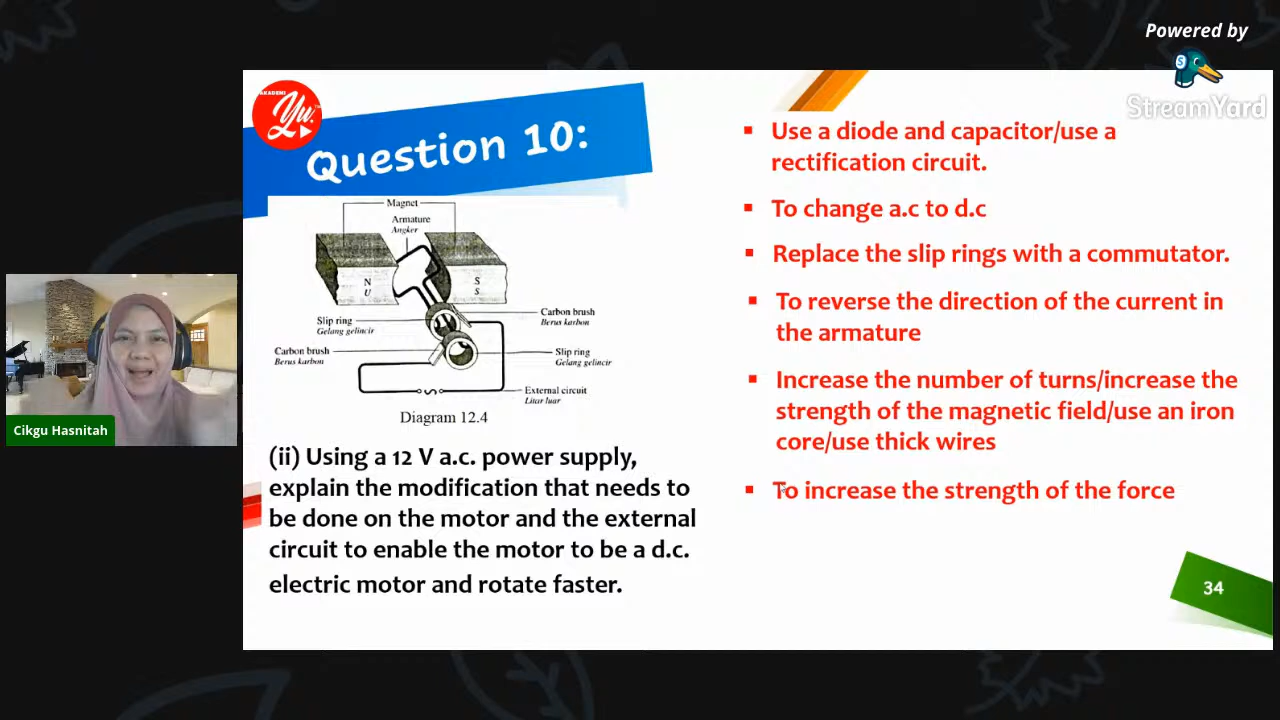 Powered by
StreamYard
AKADEMI
Yu.
Question 10:
Magnet
Armature
Angker
N
U
S
S
Carbon brush
Berus karbon
Slip ring
Gelang gelincir
Carbon brush
Berus karbon
Slip ring
Gelang gelincir
External circuit
Litar luar
Diagram 12.4
(ii) Using a 12 V a.c. power supply,
explain the modification that needs to
be done on the motor and the external
circuit to enable the motor to be a d.c.
electric motor and rotate faster.
▪ Use a diode and capacitor/use a
rectification circuit.
▪ To change a.c to d.c
▪ Replace the slip rings with a commutator.
▪ To reverse the direction of the current in
the armature
▪ Increase the number of turns/increase the
strength of the magnetic field/use an iron
core/use thick wires
▪ To increase the strength of the force
34
Cikgu Hasnitah